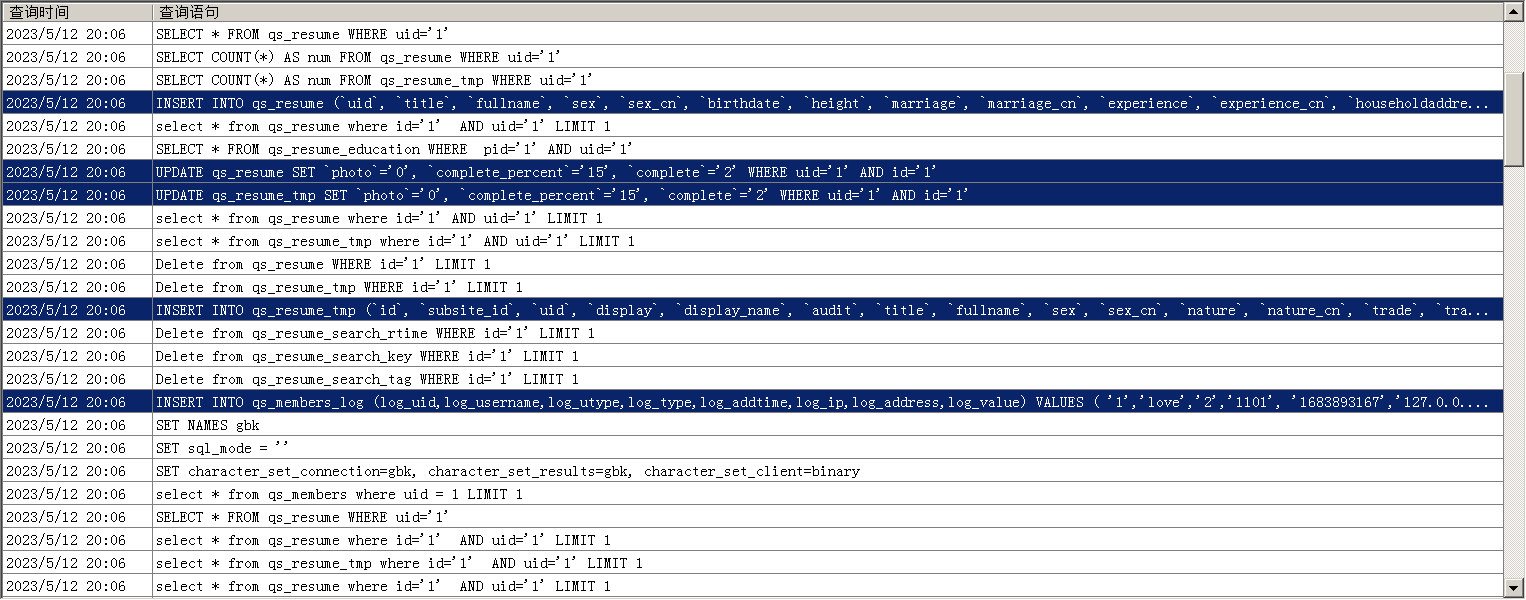 查询时间 查询语句
2023/5/12 20:06 SELECT * FROM qs_resume WHERE uid='1'
2023/5/12 20:06 SELECT COUNT(*) AS num FROM qs_resume WHERE uid='1'
2023/5/12 20:06 SELECT COUNT(*) AS num FROM qs_resume_tmp WHERE uid='1'
2023/5/12 20:06 INSERT INTO qs_resume (`uid`, `title`, `fullname`, `sex`, `sex_cn`, `birthdate`, `height`, `marriage`, `marriage_cn`, `experience`, `experience_cn`, `householdaddre...
2023/5/12 20:06 select * from qs_resume where id='1'  AND uid='1' LIMIT 1
2023/5/12 20:06 SELECT * FROM qs_resume_education WHERE  pid='1' AND uid='1'
2023/5/12 20:06 UPDATE qs_resume SET `photo`='0', `complete_percent`='15', `complete`='2' WHERE uid='1' AND id='1'
2023/5/12 20:06 UPDATE qs_resume_tmp SET `photo`='0', `complete_percent`='15', `complete`='2' WHERE uid='1' AND id='1'
2023/5/12 20:06 select * from qs_resume where id='1' AND uid='1' LIMIT 1
2023/5/12 20:06 select * from qs_resume_tmp where id='1' AND uid='1' LIMIT 1
2023/5/12 20:06 Delete from qs_resume WHERE id='1' LIMIT 1
2023/5/12 20:06 Delete from qs_resume_tmp WHERE id='1' LIMIT 1
2023/5/12 20:06 INSERT INTO qs_resume_tmp (`id`, `subsite_id`, `uid`, `display`, `display_name`, `audit`, `title`, `fullname`, `sex`, `sex_cn`, `nature`, `nature_cn`, `trade`, `tra...
2023/5/12 20:06 Delete from qs_resume_search_rtime WHERE id='1' LIMIT 1
2023/5/12 20:06 Delete from qs_resume_search_key WHERE id='1' LIMIT 1
2023/5/12 20:06 Delete from qs_resume_search_tag WHERE id='1' LIMIT 1
2023/5/12 20:06 INSERT INTO qs_members_log (log_uid,log_username,log_utype,log_type,log_addtime,log_ip,log_address,log_value) VALUES ( '1','love','2','1101', '1683893167','127.0.0....
2023/5/12 20:06 SET NAMES gbk
2023/5/12 20:06 SET sql_mode = ''
2023/5/12 20:06 SET character_set_connection=gbk, character_set_results=gbk, character_set_client=binary
2023/5/12 20:06 select * from qs_members where uid = 1 LIMIT 1
2023/5/12 20:06 SELECT * FROM qs_resume WHERE uid='1'
2023/5/12 20:06 select * from qs_resume where id='1'  AND uid='1' LIMIT 1
2023/5/12 20:06 select * from qs_resume_tmp where id='1'  AND uid='1' LIMIT 1
2023/5/12 20:06 select * from qs_resume where id='1'  AND uid='1' LIMIT 1